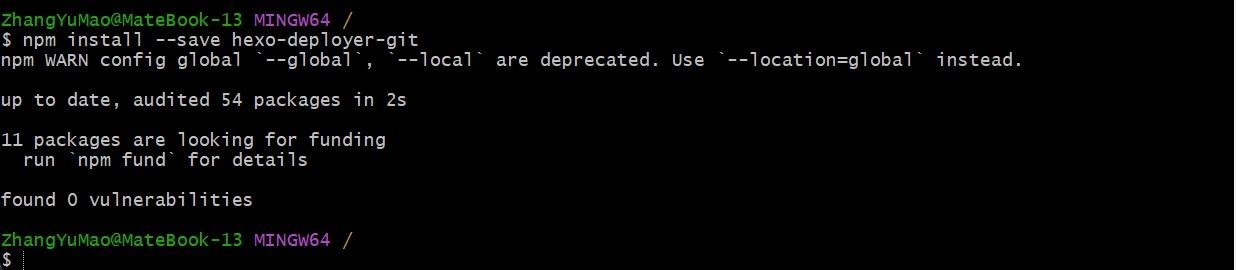 ZhangYuMao@MateBook-13 MINGW64 /
$ npm install --save hexo-deployer-git
npm WARN config global `--global`, `--local` are deprecated. Use `--location=global` instead.
up to date, audited 54 packages in 2s
11 packages are looking for funding
  run `npm fund` for details
found 0 vulnerabilities
ZhangYuMao@MateBook-13 MINGW64 /
$